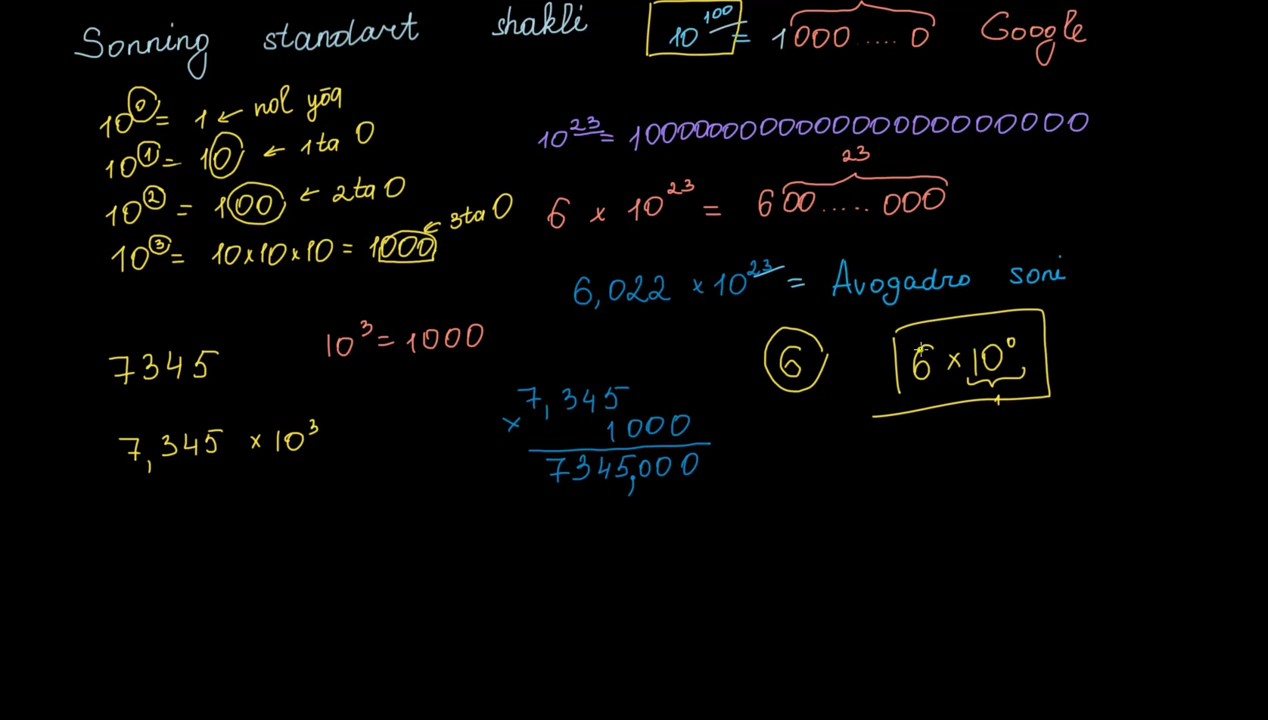 Sonning standart shakli
10^100 = 1000.....0 Google
10^0 = 1 ← nol yōq
10^1 = 10 ← 1ta 0
10^2 = 100 ← 2ta 0
10^3 = 10×10×10 = 1000 ← 3ta 0
10^23 = 100000000000000000000000
23
6 × 10^23 = 600.....000
6,022 × 10^23 = Avogadro soni
7345
10^3 = 1000
7,345 × 10^3
7,345
× 1000
7345,000
6
6 × 10^0
1